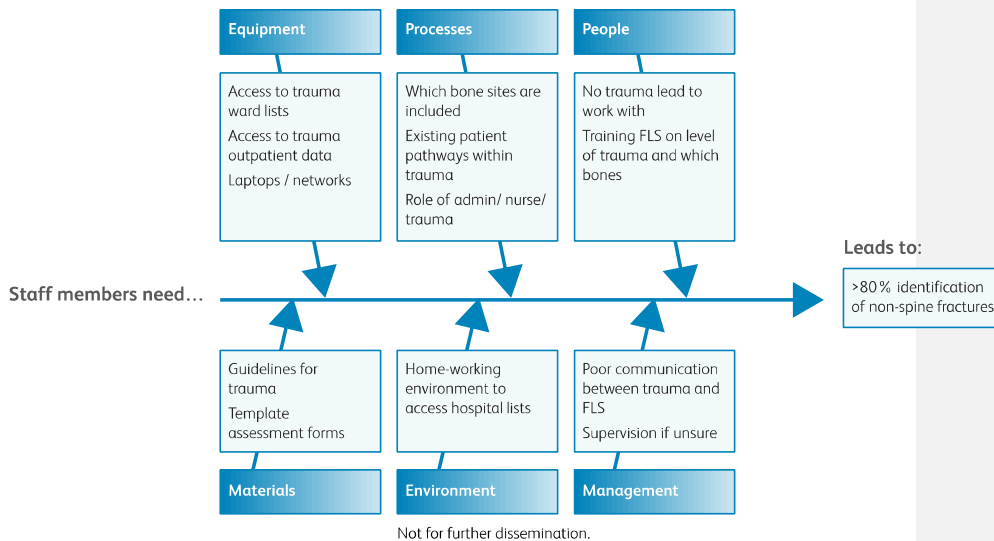 Equipment
Processes
People
Access to trauma
ward lists
Access to trauma
outpatient data
Laptops / networks
Which bone sites are
included
Existing patient
pathways within
trauma
Role of admin/ nurse/
trauma
No trauma lead to
work with
Training FLS on level
of trauma and which
bones
Staff members need…
Leads to:
>80% identification
of non-spine fractures
Guidelines for
trauma
Template
assessment forms
Home-working
environment to
access hospital lists
Poor communication
between trauma and
FLS
Supervision if unsure
Materials
Environment
Management
Not for further dissemination.